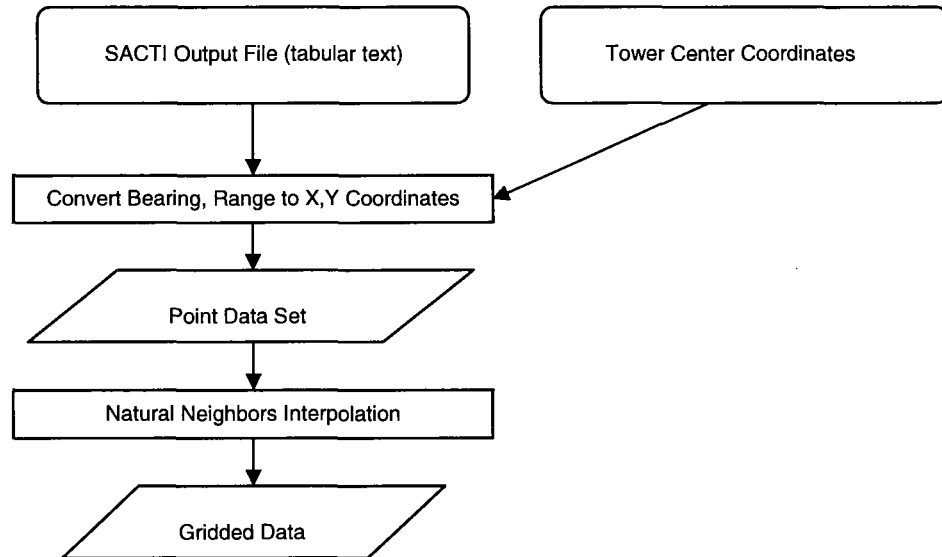 SACTI Output File (tabular text)
Tower Center Coordinates
Convert Bearing, Range to X,Y Coordinates
Point Data Set
Natural Neighbors Interpolation
Gridded Data